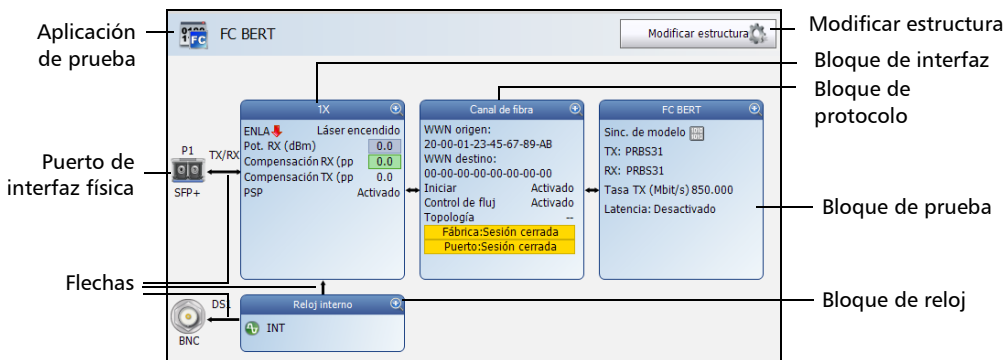 Aplicación
de prueba
FC
FC BERT
Modificar estructura
Modificar estructura
Bloque de interfaz
Bloque de
protocolo
1X
ENLA
Láser encendido
Pot. RX (dBm)
0.0
Compensación RX (pp
0.0
Compensación TX (pp
0.0
PSP
Activado
Canal de fibra
WWN origen:
20-00-01-23-45-67-89-AB
WWN destino:
00-00-00-00-00-00-00-00
Iniciar
Activado
Control de fluj
Activado
Topología
--
Fábrica:Sesión cerrada
Puerto:Sesión cerrada
FC BERT
Sinc. de modelo
TX: PRBS31
RX: PRBS31
Tasa TX (Mbit/s) 850.000
Latencia: Desactivado
P1
TX/RX
SFP+
Puerto de
interfaz física
Bloque de prueba
Flechas
DS1
BNC
Reloj interno
INT
Bloque de reloj